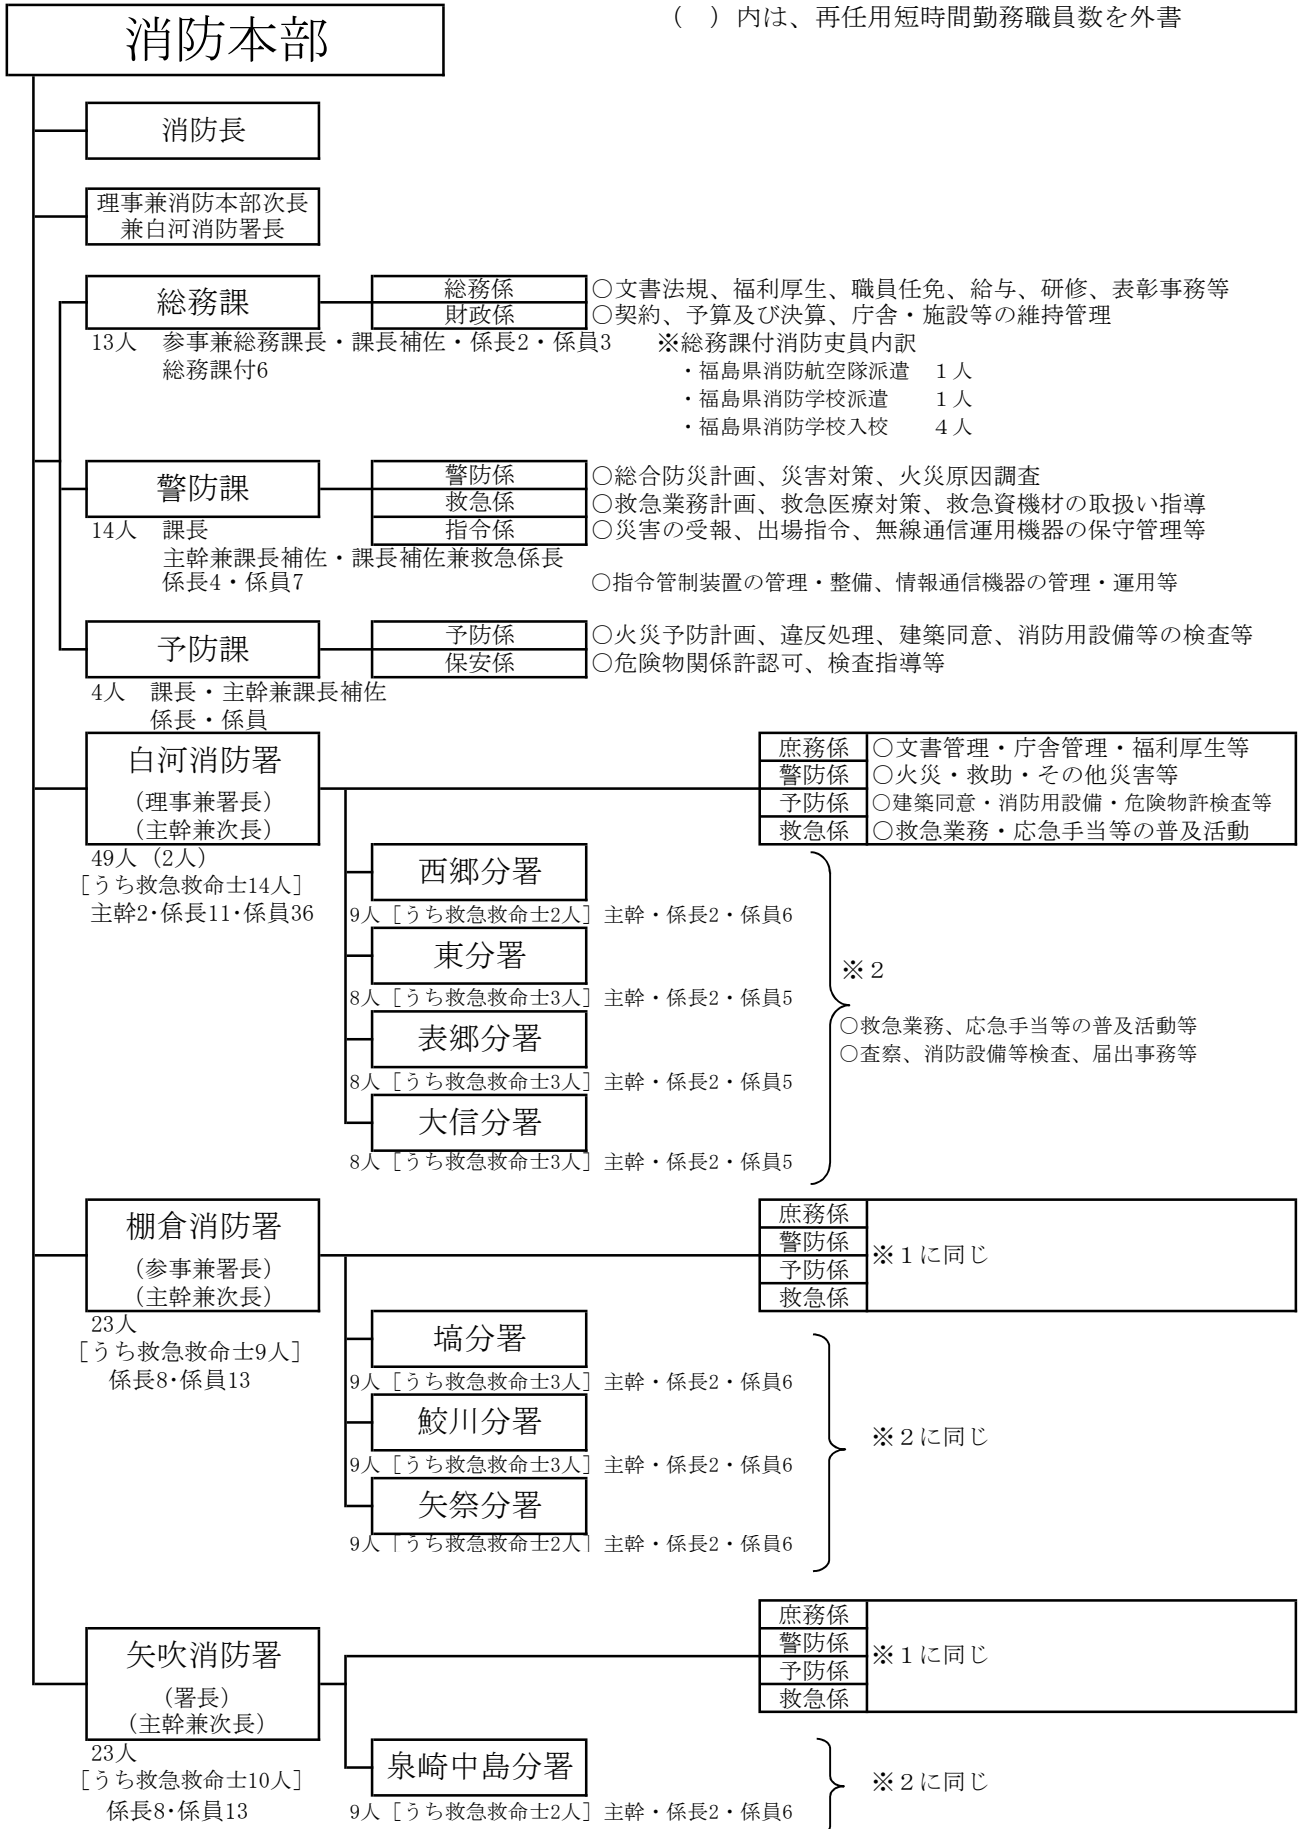 消防本部
（　）内は、再任用短時間勤務職員数を外書
消防長
理事兼消防本部次長
兼白河消防署長
総務課
総務係
○文書法規、福利厚生、職員任免、給与、研修、表彰事務等
財政係
○契約、予算及び決算、庁舎・施設等の維持管理
13人　参事兼総務課長・課長補佐・係長2・係員3
総務課付6
※総務課付消防吏員内訳
・福島県消防航空隊派遣　１人
・福島県消防学校派遣　　１人
・福島県消防学校入校　　４人
警防課
警防係
○総合防災計画、災害対策、火災原因調査
救急係
○救急業務計画、救急医療対策、救急資機材の取扱い指導
指令係
○災害の受報、出場指令、無線通信運用機器の保守管理等
14人　課長
主幹兼課長補佐・課長補佐兼救急係長
係長4・係員7
○指令管制装置の管理・整備、情報通信機器の管理・運用等
予防課
予防係
○火災予防計画、違反処理、建築同意、消防用設備等の検査等
保安係
○危険物関係許認可、検査指導等
4人　課長・主幹兼課長補佐
係長・係員
白河消防署
（理事兼署長）
（主幹兼次長）
49人（2人）
［うち救急救命士14人］
主幹2・係長11・係員36
庶務係
○文書管理・庁舎管理・福利厚生等
警防係
○火災・救助・その他災害等
予防係
○建築同意・消防用設備・危険物許検査等
救急係
○救急業務・応急手当等の普及活動
西郷分署
9人［うち救急救命士2人］主幹・係長2・係員6
東分署
8人［うち救急救命士3人］主幹・係長2・係員5
表郷分署
8人［うち救急救命士3人］主幹・係長2・係員5
大信分署
8人［うち救急救命士3人］主幹・係長2・係員5
※２
○救急業務、応急手当等の普及活動等
○査察、消防設備等検査、届出事務等
棚倉消防署
（参事兼署長）
（主幹兼次長）
23人
［うち救急救命士9人］
係長8・係員13
庶務係
警防係
予防係
救急係
※１に同じ
塙分署
9人［うち救急救命士3人］主幹・係長2・係員6
鮫川分署
9人［うち救急救命士3人］主幹・係長2・係員6
矢祭分署
9人［うち救急救命士2人］主幹・係長2・係員6
※２に同じ
矢吹消防署
（署長）
（主幹兼次長）
23人
［うち救急救命士10人］
係長8・係員13
庶務係
警防係
予防係
救急係
※１に同じ
泉崎中島分署
9人［うち救急救命士2人］主幹・係長2・係員6
※２に同じ